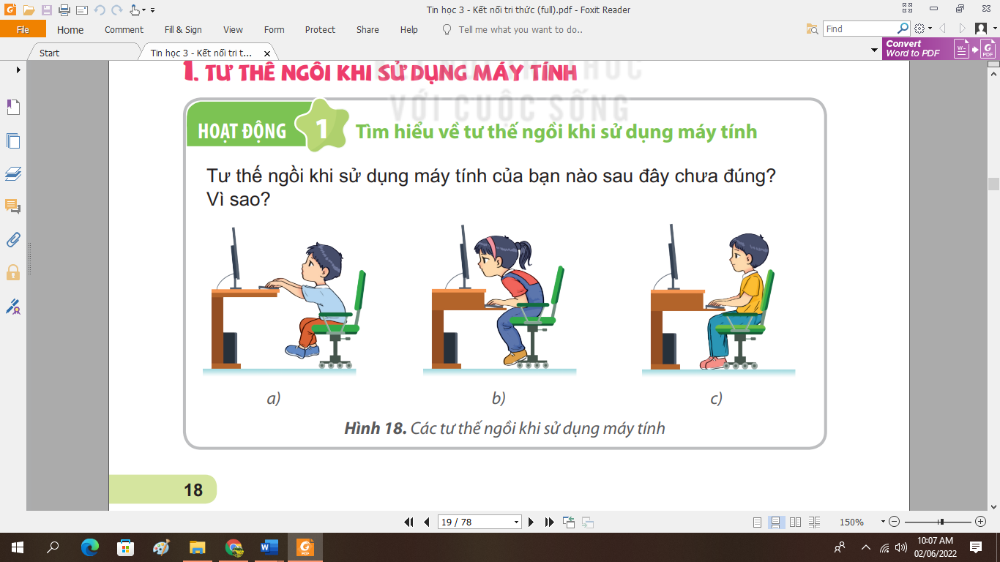 Tin học 3 - Kết nối tri thức (full).pdf - Foxit Reader
File Home Comment Fill & Sign View Form Protect Share Help Tell me what you want to do.. Find
Start Tin học 3 - Kết nối tri t... Convert
Word to PDF
1. TƯ THẾ NGỒI KHI SỬ DỤNG MÁY TÍNH
VỚI CUỘC SỐNG
HOẠT ĐỘNG 1 Tìm hiểu về tư thế ngồi khi sử dụng máy tính
Tư thế ngồi khi sử dụng máy tính của bạn nào sau đây chưa đúng?
Vì sao?
a) b) c)
Hình 18. Các tư thế ngồi khi sử dụng máy tính
18
19 / 78 150%
10:07 AM
02/06/2022